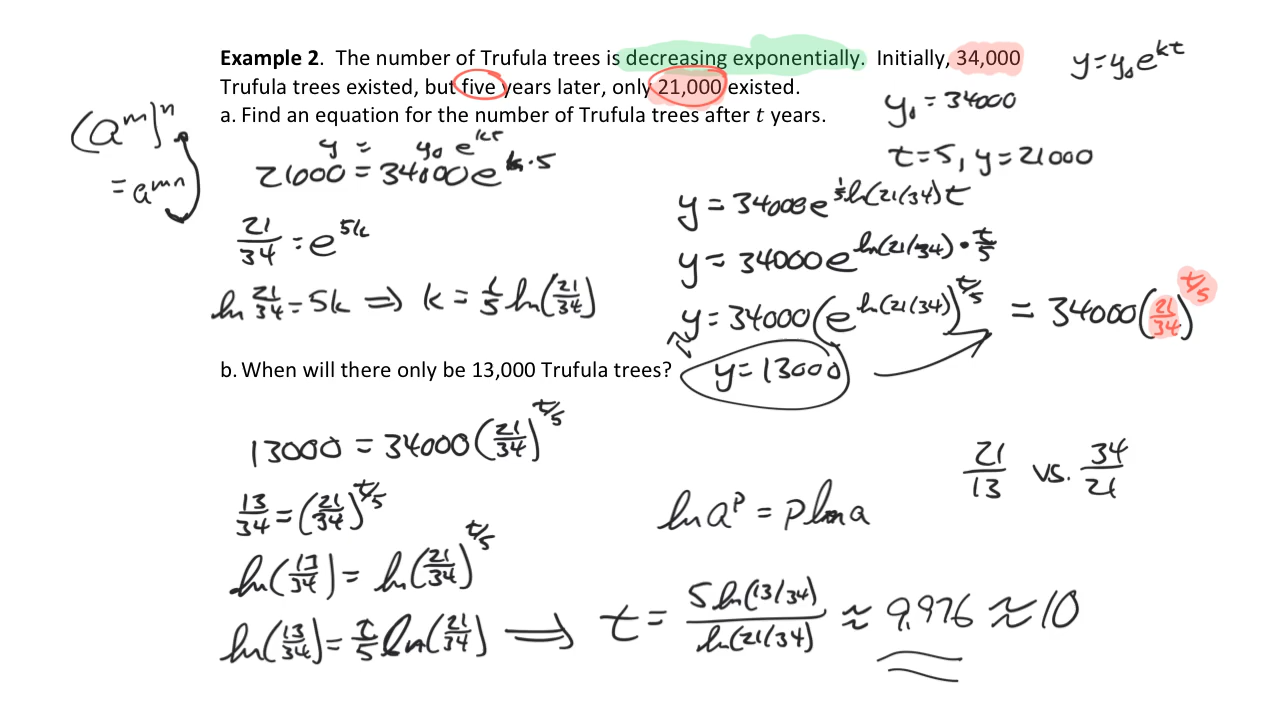 Example 2. The number of Trufula trees is decreasing exponentially. Initially, 34,000
Trufula trees existed, but five years later, only 21,000 existed.
a. Find an equation for the number of Trufula trees after t years.
y = y₀e^{kt}
y₀ = 34000
t = 5, y = 21000
(a^m)^n
= a^{mn}
y = y₀ e^{kt}
21000 = 34000e^{k·5}
21/34 = e^{5k}
ln 21/34 = 5k ⇒ k = 1/5 ln(21/34)
y = 34000e^{1/5 ln(21/34)t}
y = 34000e^{ln(21/34)·t/5}
y = 34000(e^{ln(21/34)})^{t/5} = 34000(21/34)^{t/5}
b. When will there only be 13,000 Trufula trees?
y = 13000
13000 = 34000(21/34)^{t/5}
13/34 = (21/34)^{t/5}
ln(13/34) = ln(21/34)^{t/5}
ln(13/34) = t/5 ln(21/34) ⇒ t = 5 ln(13/34)/ln(21/34) ≈ 9.976 ≈ 10
ln a^p = p ln a
21/13 vs. 34/21